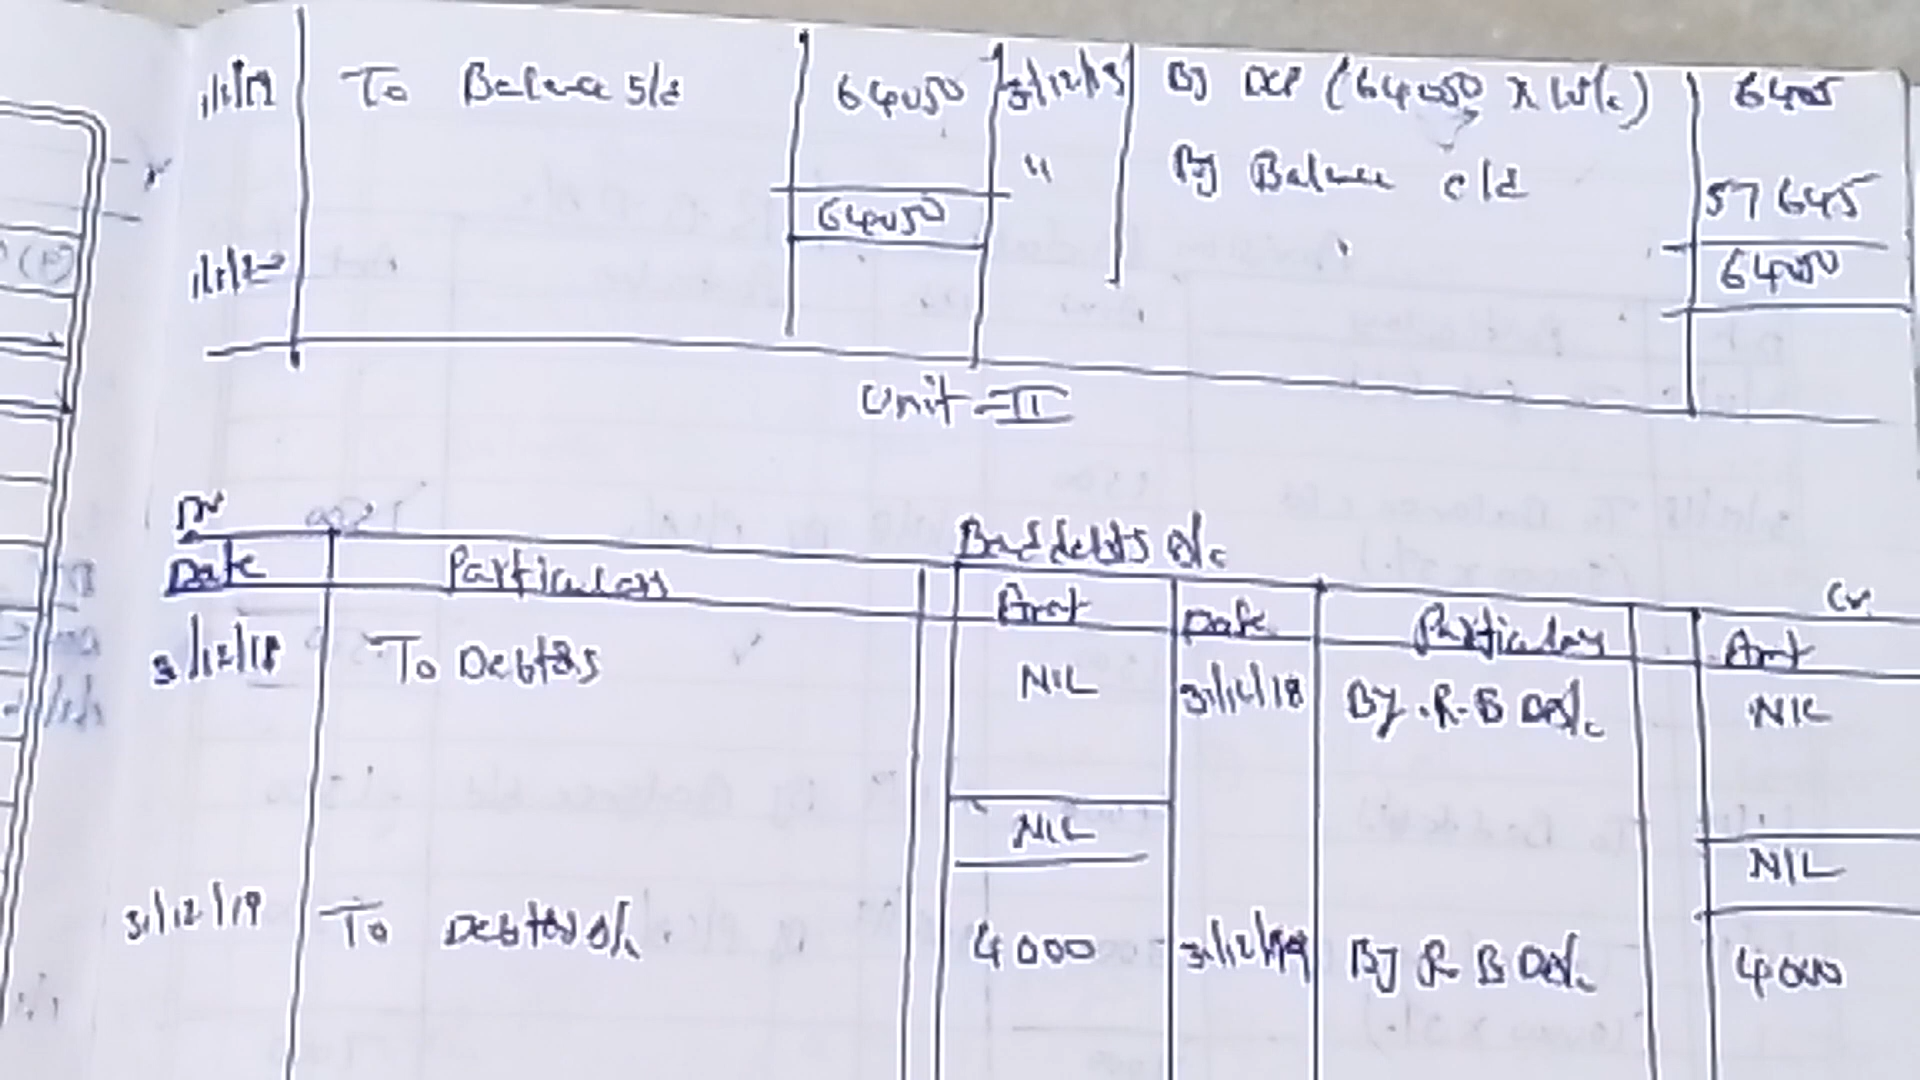 1/1/19 To Balance b/d 64050 31/12/19 By DEP (64050 x 10%) 6405
" By Balance c/d 57645
64050 64050
1/1/20
Unit-II
Dr Bad debts a/c Cr
Date Particulars Amt Date Particulars Amt
31/12/18 To Debtors NIL 31/12/18 By R.B.D a/c NIL
NIL NIL
31/12/19 To Debtors a/c 4000 31/12/19 By R B D a/c 4000